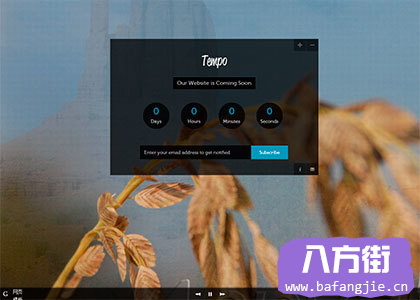 Tempo
Our Website is Coming Soon
0 0 0 0
Days Hours Minutes Seconds
Enter your email address to get notified
Subscribe
八方街
www.bafangjie.cn